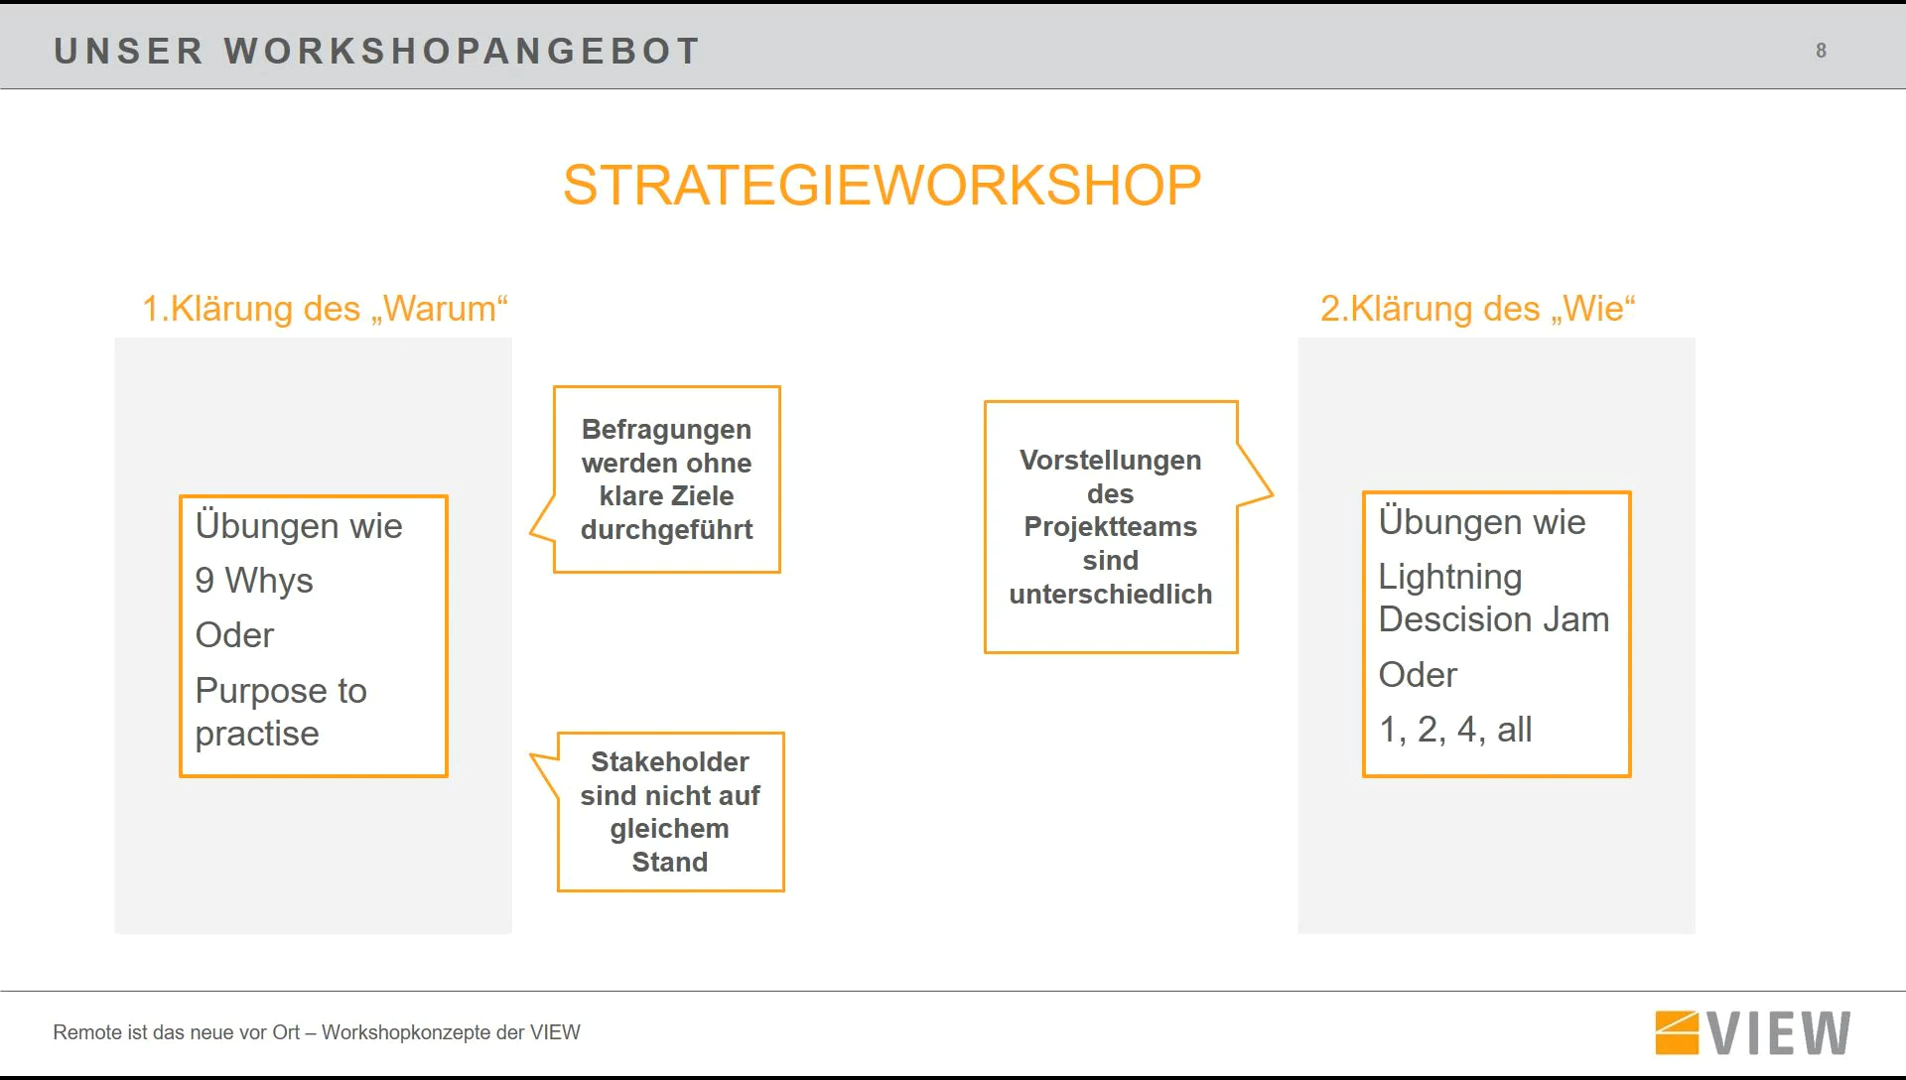 UNSER WORKSHOPANGEBOT
8
STRATEGIEWORKSHOP
1.Klärung des „Warum“
Übungen wie
9 Whys
Oder
Purpose to
practise
Befragungen
werden ohne
klare Ziele
durchgeführt
Stakeholder
sind nicht auf
gleichem
Stand
Vorstellungen
des
Projektteams
sind
unterschiedlich
2.Klärung des „Wie“
Übungen wie
Lightning
Descision Jam
Oder
1, 2, 4, all
Remote ist das neue vor Ort – Workshopkonzepte der VIEW
VIEW